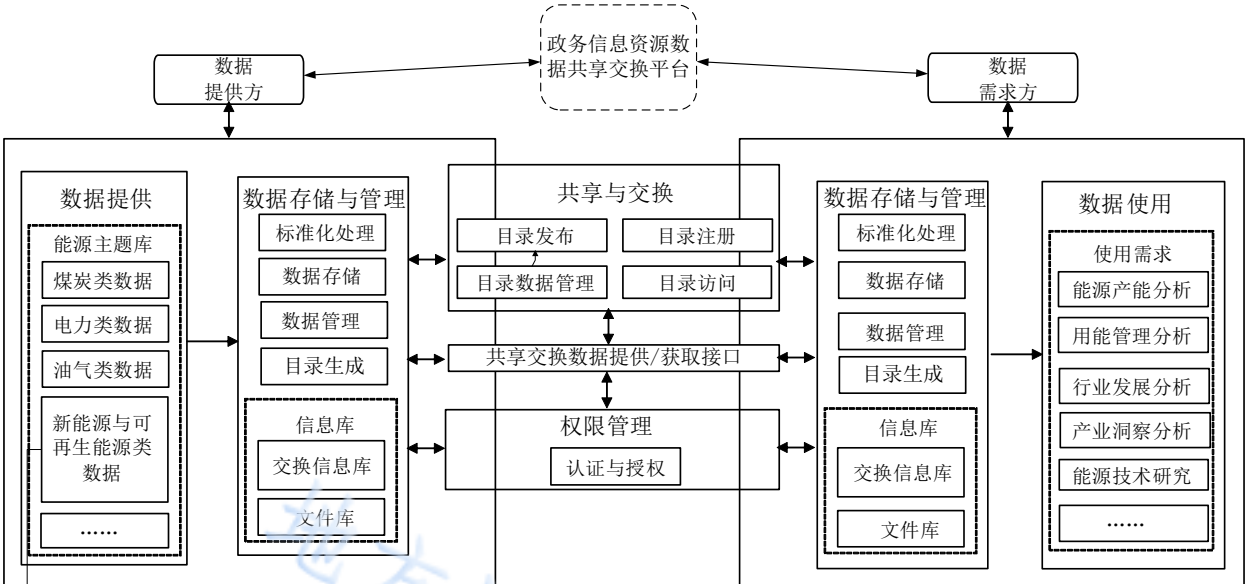 政务信息资源数
据共享交换平台
数据
提供方
数据
需求方
数据提供
能源主题库
煤炭类数据
电力类数据
油气类数据
新能源与可
再生能源类
数据
……
数据存储与管理
标准化处理
数据存储
数据管理
目录生成
信息库
交换信息库
文件库
共享与交换
目录发布
目录注册
目录数据管理
目录访问
共享交换数据提供/获取接口
权限管理
认证与授权
数据存储与管理
标准化处理
数据存储
数据管理
目录生成
信息库
交换信息库
文件库
数据使用
使用需求
能源产能分析
用能管理分析
行业发展分析
产业洞察分析
能源技术研究
……
地方